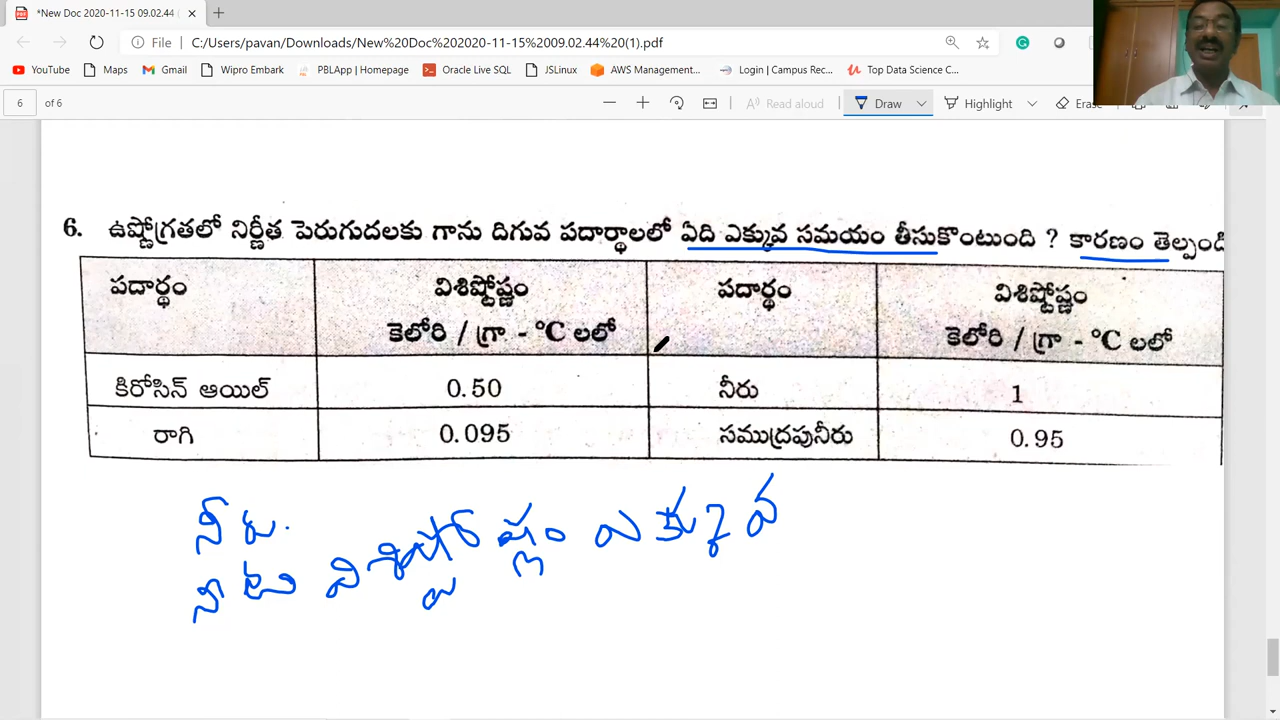 *New Doc 2020-11-15 09.02.44
File C:/Users/pavan/Downloads/New%20Doc%202020-11-15%2009.02.44%20(1).pdf
YouTube Maps Gmail Wipro Embark PBLApp | Homepage Oracle Live SQL JSLinux AWS Management... Login | Campus Rec... Top Data Science C...
6 of 6 Read aloud Draw Highlight Erase
6. ఉష్ణోగ్రతలో నిర్ణీత పెరుగుదలకు గాను దిగువ పదార్థాలలో ఏది ఎక్కువ సమయం తీసుకొంటుంది ? కారణం తెల్పండి
పదార్థం విశిష్టోష్ణం పదార్థం విశిష్టోష్ణం
కెలోరి / గ్రా - °C లలో కెలోరి / గ్రా - °C లలో
కిరోసిన్ ఆయిల్ 0.50 నీరు 1
రాగి 0.095 సముద్రపునీరు 0.95
నీరు.
నీటి విశిష్టోష్ణం ఎక్కువ